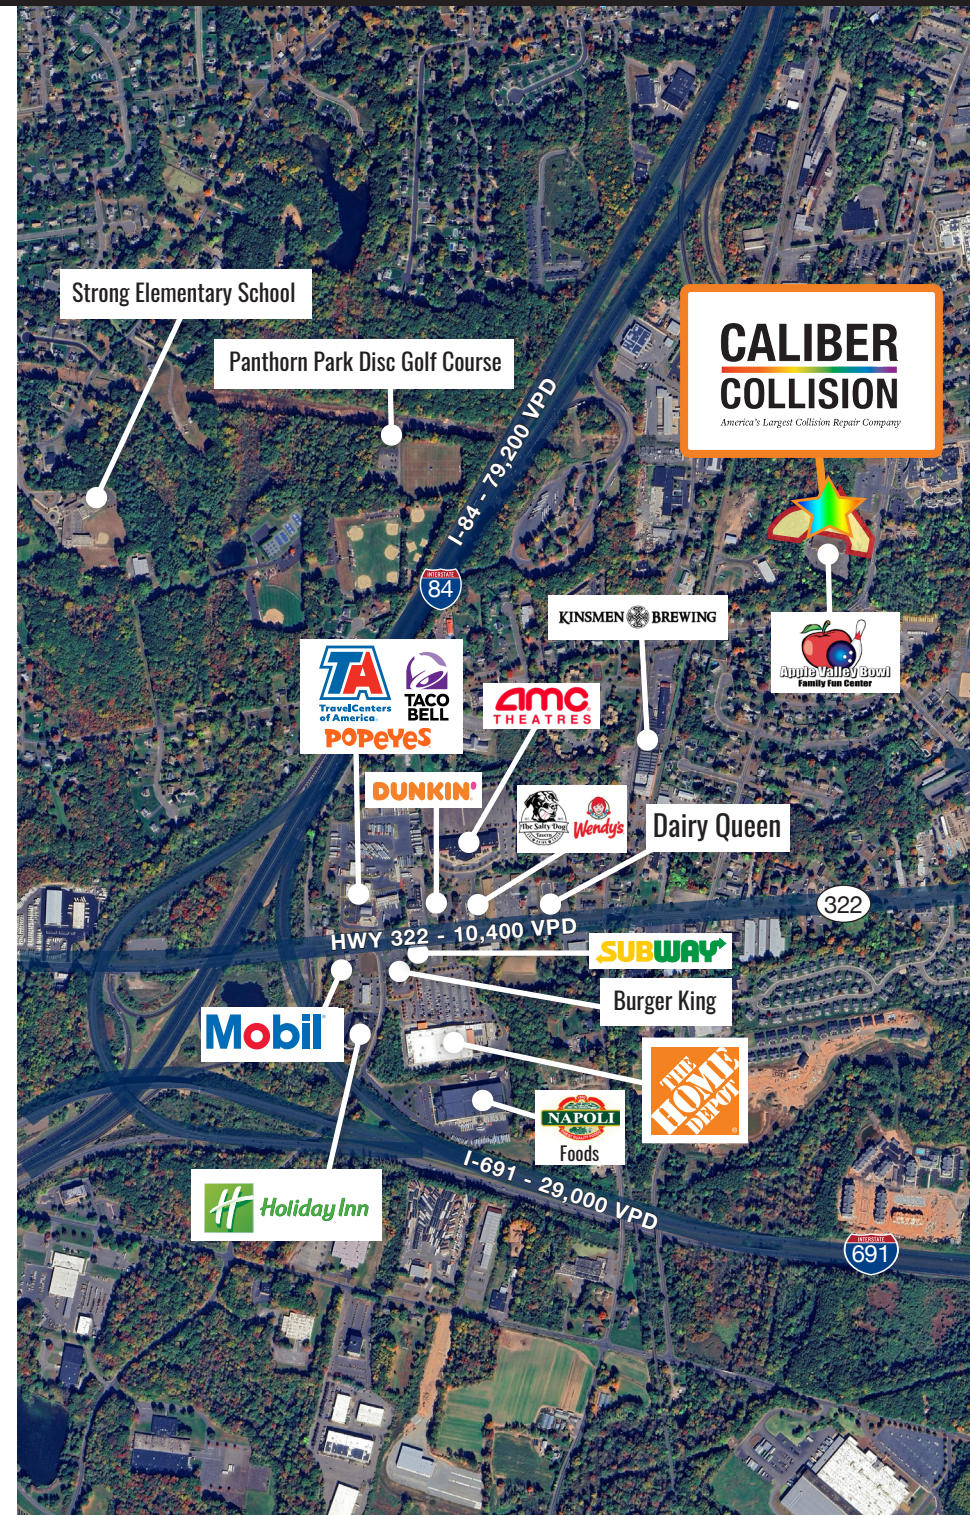 Strong Elementary School
Panthorn Park Disc Golf Course
CALIBER
COLLISION
America's Largest Collision Repair Company
I-84 - 79,200 VPD
INTERSTATE
84
KINSMEN BREWING
Apple Valley Bowl
Family Fun Center
TA
TravelCenters
of America
TACO
BELL
POPEYES
amc
THEATRES
DUNKIN'
The Salty Dog
Tavern
Wendy's
Dairy Queen
322
HWY 322 - 10,400 VPD
SUBWAY
Burger King
Mobil
THE
HOME
DEPOT
NAPOLI
Foods
I-691 - 29,000 VPD
H Holiday Inn
INTERSTATE
691